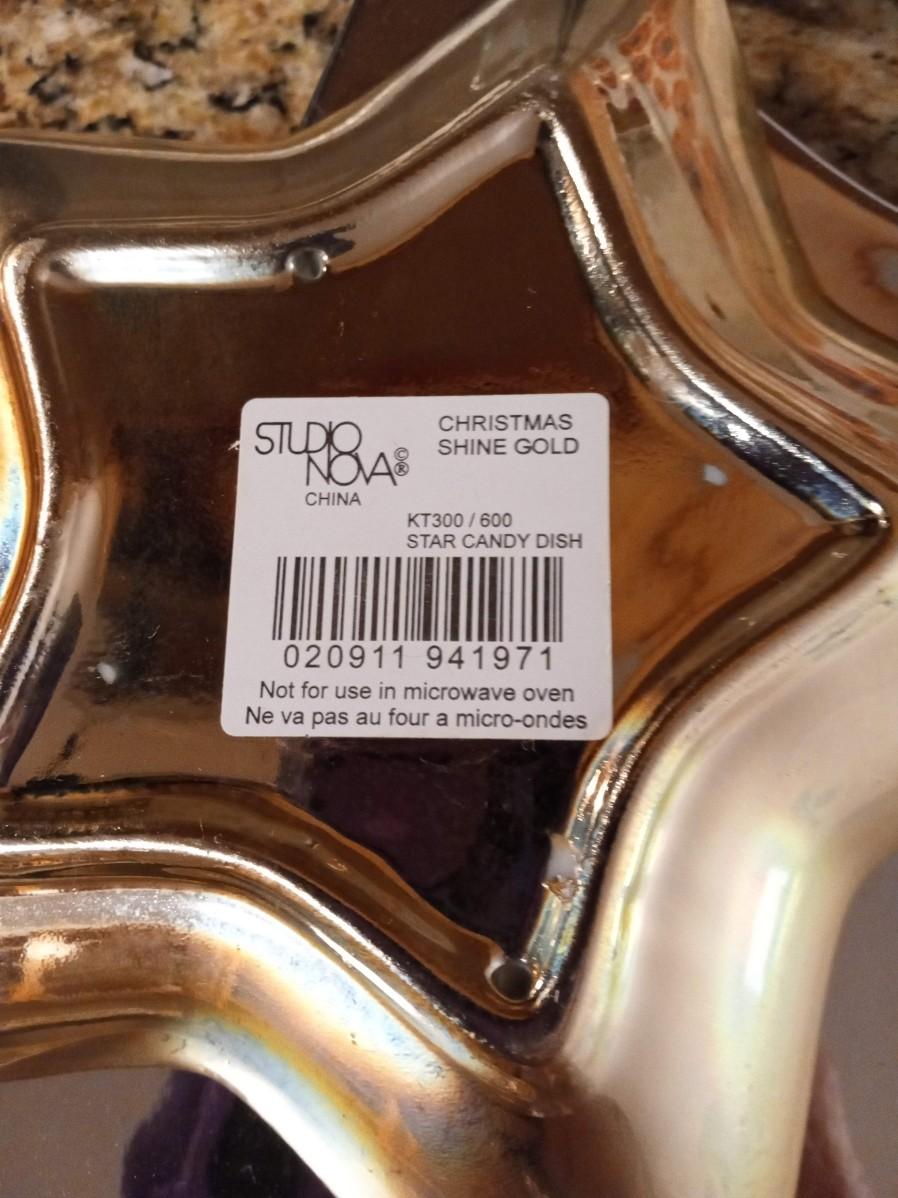 STUDIO
NOVA©®
CHINA
CHRISTMAS
SHINE GOLD
KT300 / 600
STAR CANDY DISH
020911 941971
Not for use in microwave oven
Ne va pas au four a micro-ondes